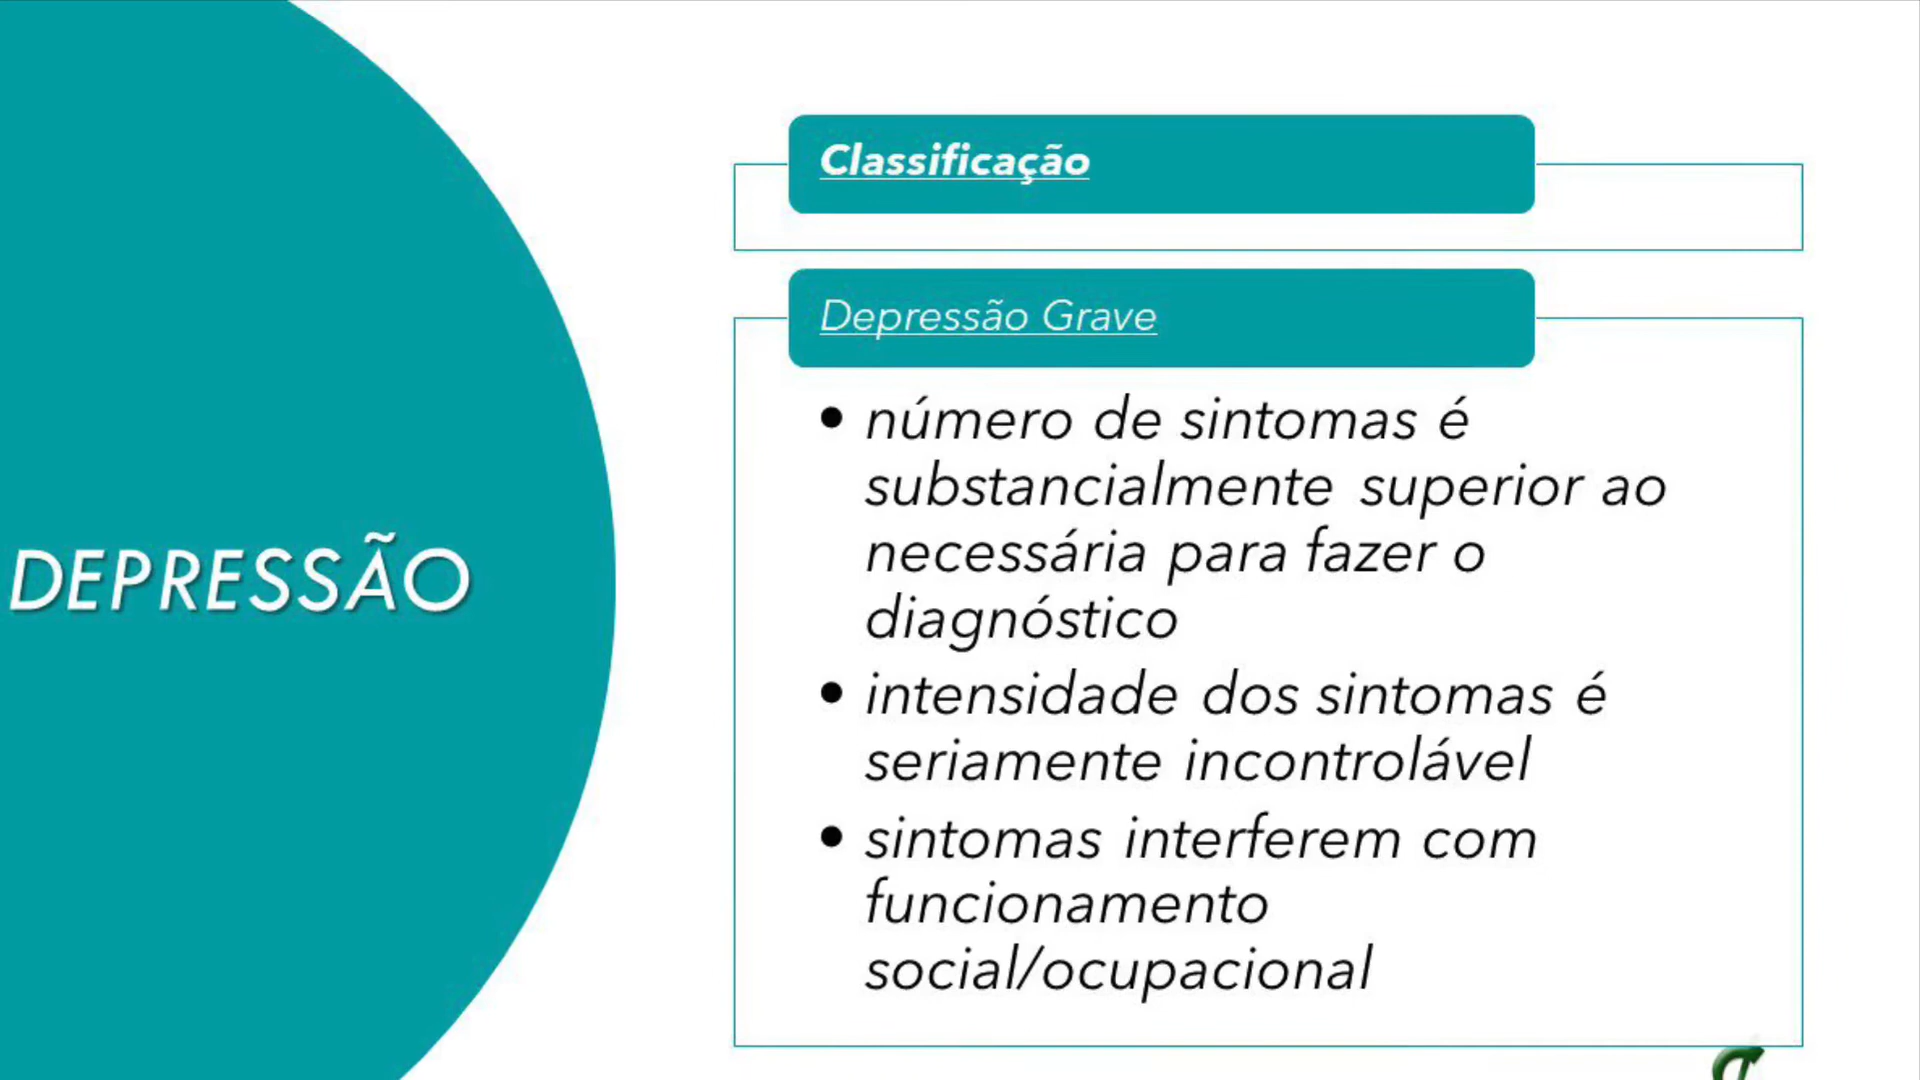 Classificação
Depressão Grave
DEPRESSÃO
número de sintomas é
substancialmente superior ao
necessária para fazer o
diagnóstico
intensidade dos sintomas é
seriamente incontrolável
sintomas interferem com
funcionamento
social/ocupacional